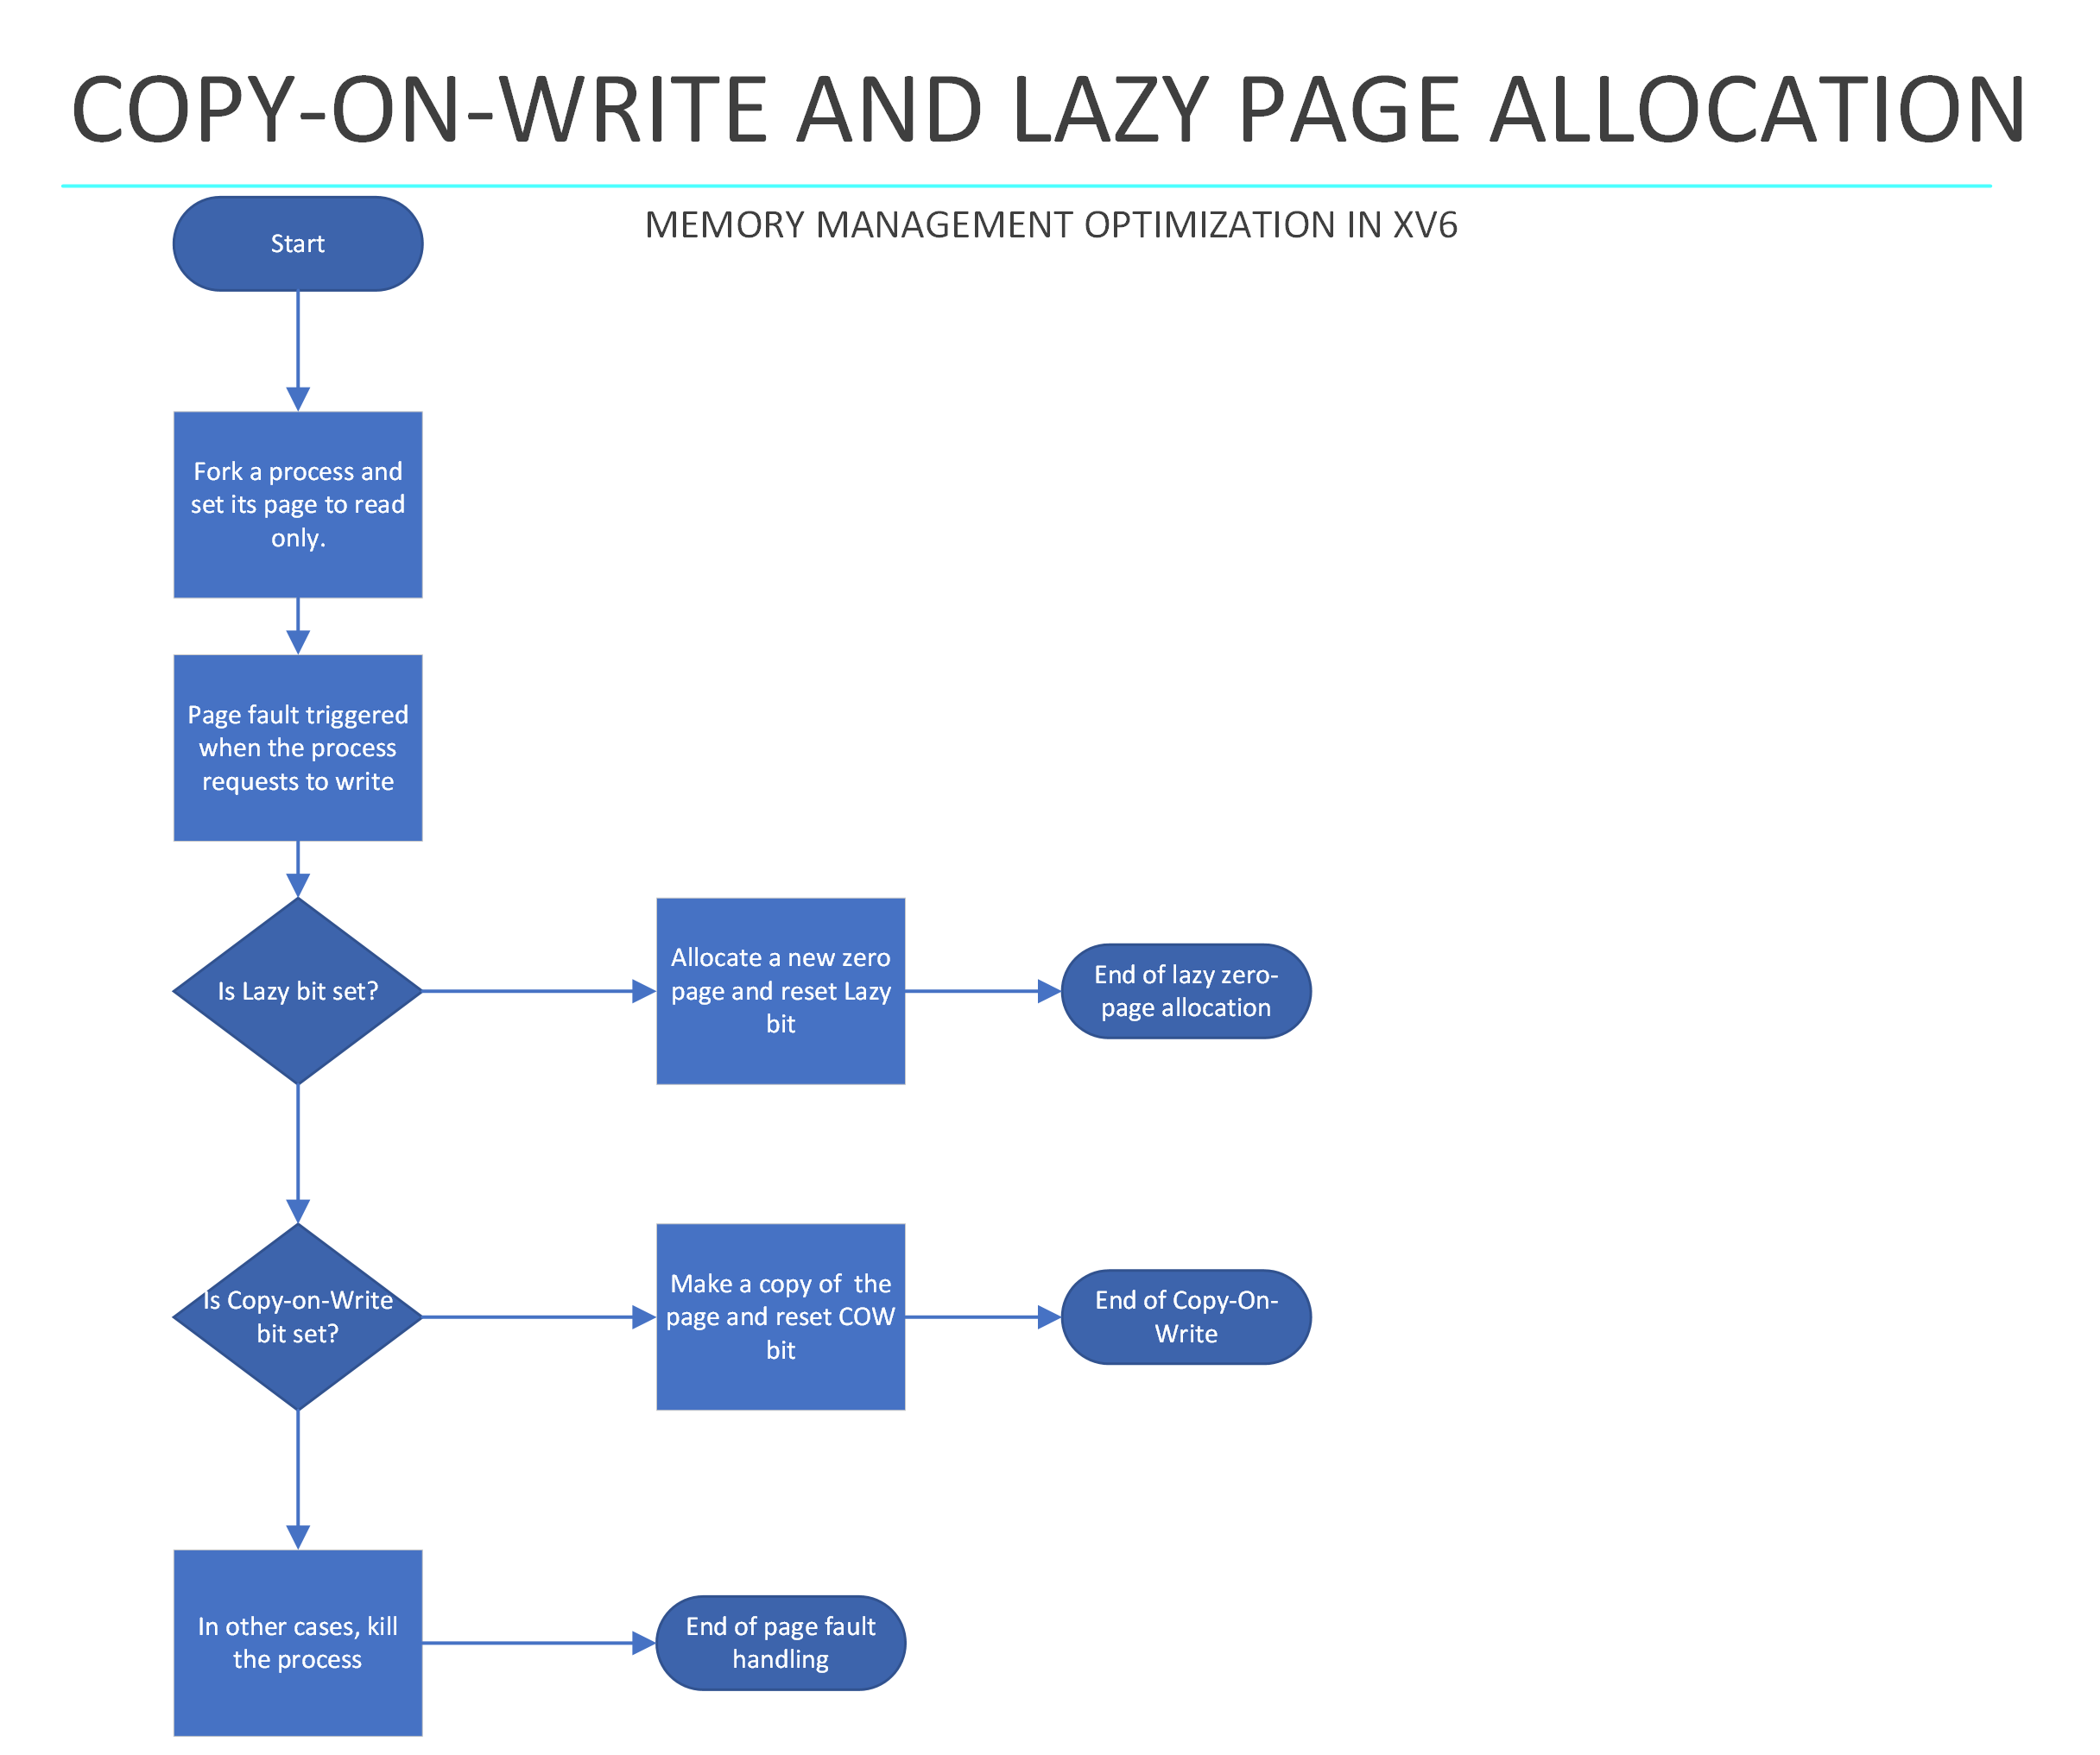 COPY-ON-WRITE AND LAZY PAGE ALLOCATION
MEMORY MANAGEMENT OPTIMIZATION IN XV6
Start
Fork a process and
set its page to read
only.
Page fault triggered
when the process
requests to write
Is Lazy bit set?
Allocate a new zero
page and reset Lazy
bit
End of lazy zero-
page allocation
Is Copy-on-Write
bit set?
Make a copy of  the
page and reset COW
bit
End of Copy-On-
Write
In other cases, kill
the process
End of page fault
handling